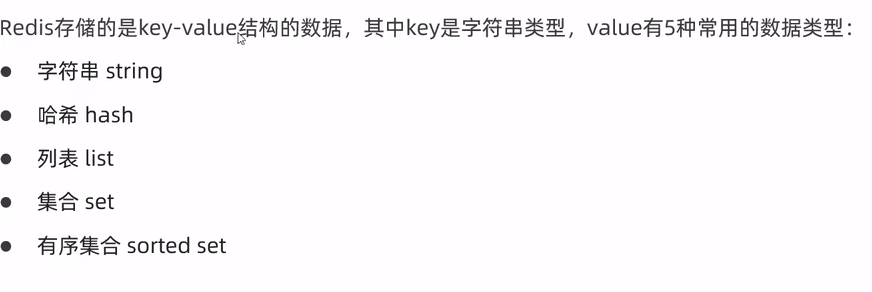 Redis存储的是key-value结构的数据，其中key是字符串类型，value有5种常用的数据类型：
● 字符串 string
● 哈希 hash
● 列表 list
● 集合 set
● 有序集合 sorted set